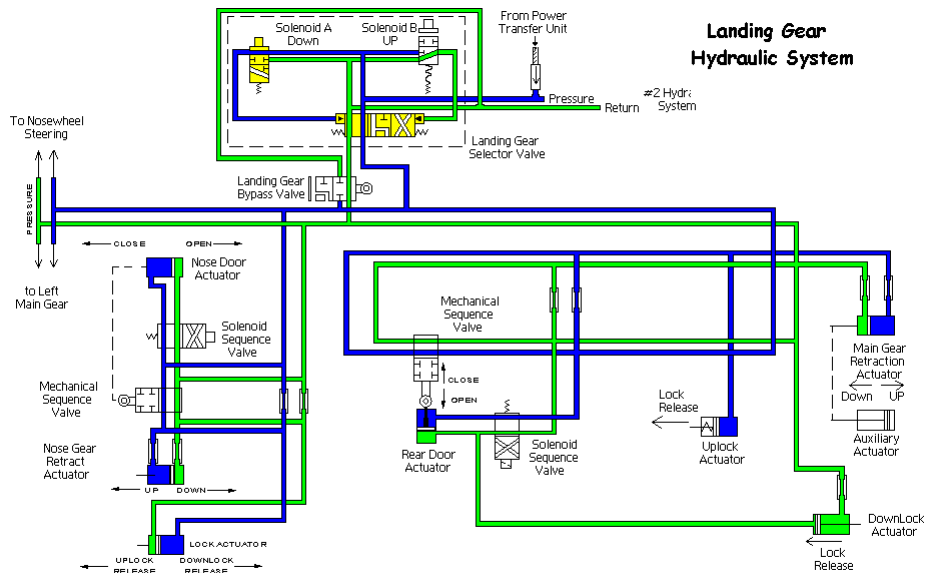 Landing Gear
Hydraulic System
Solenoid A
Down
Solenoid B
UP
From Power
Transfer Unit
Pressure
Return
#2 Hydra
System
Landing Gear
Selector Valve
To Nosewheel
Steering
Landing Gear
Bypass Valve
PRESSURE
CLOSE
OPEN
Nose Door
Actuator
to Left
Main Gear
Solenoid
Sequence
Valve
Mechanical
Sequence
Valve
Nose Gear
Retract
Actuator
UP
DOWN
LOCK ACTUATOR
UPLOCK
RELEASE
DOWNLOCK
RELEASE
Mechanical
Sequence
Valve
CLOSE
OPEN
Rear Door
Actuator
Solenoid
Sequence
Valve
Lock
Release
Uplock
Actuator
Main Gear
Retraction
Actuator
Down
UP
Auxiliary
Actuator
DownLock
Actuator
Lock
Release